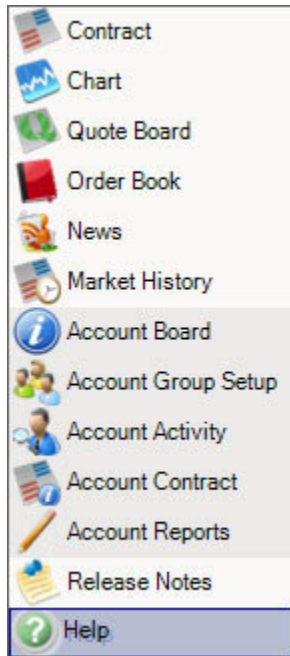 Contract
Chart
Quote Board
Order Book
News
Market History
Account Board
Account Group Setup
Account Activity
Account Contract
Account Reports
Release Notes
Help